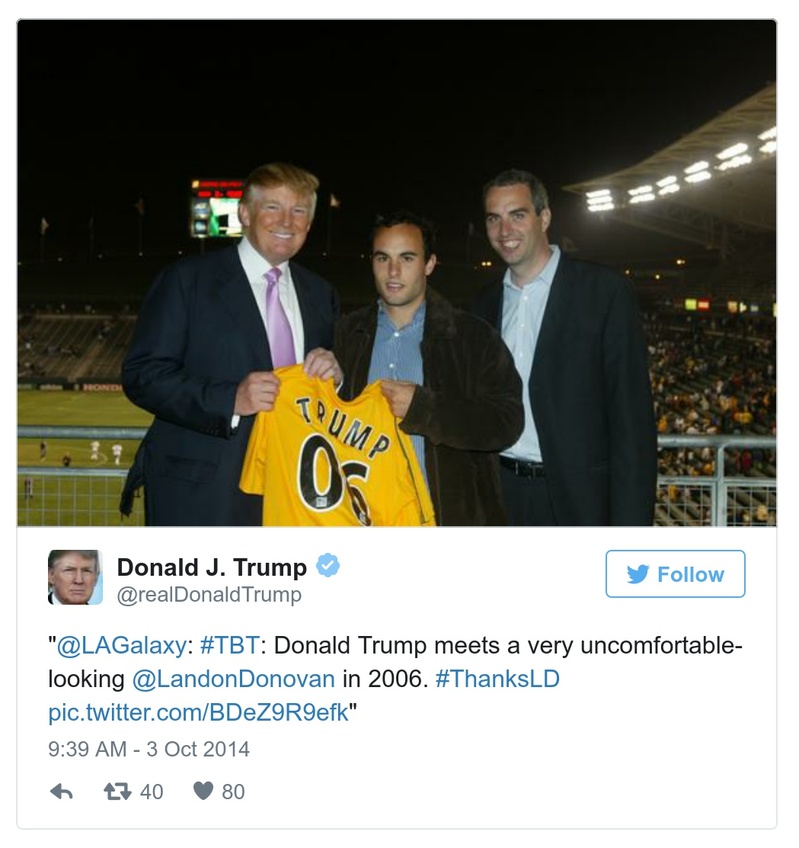 HONDA
TRUMP
06
Donald J. Trump
@realDonaldTrump
Follow
"@LAGalaxy: #TBT: Donald Trump meets a very uncomfortable-
looking @LandonDonovan in 2006. #ThanksLD
pic.twitter.com/BDeZ9R9efk"
9:39 AM - 3 Oct 2014
40 80